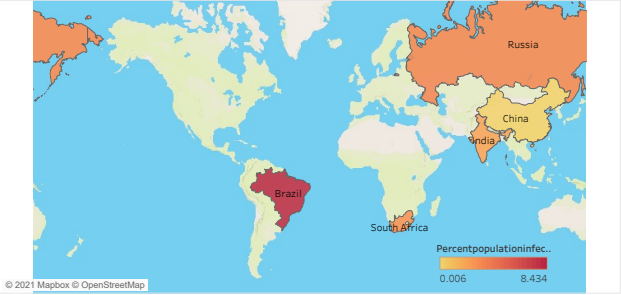 Russia
China
India
Brazil
South Africa
Percentpopulationinfec..
0.006 8.434
© 2021 Mapbox © OpenStreetMap